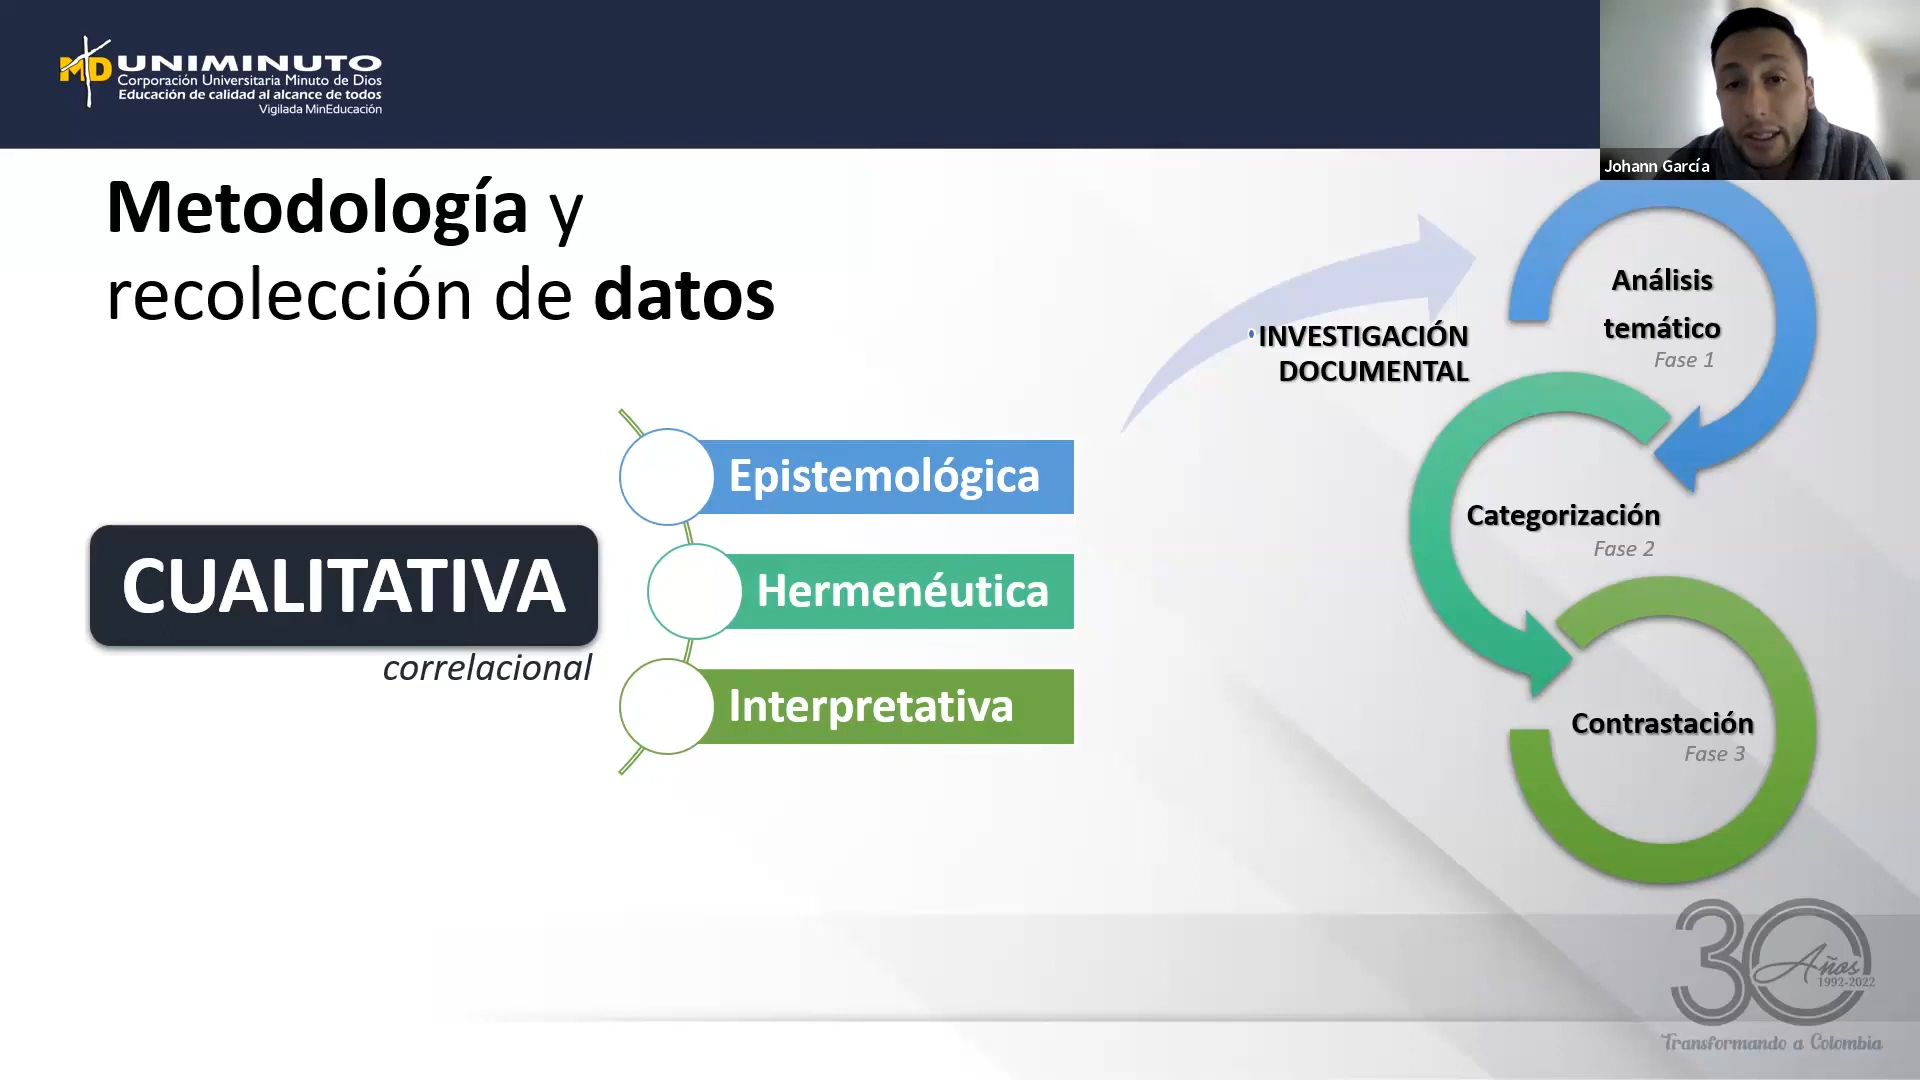 MD UNIMINUTO
Corporación Universitaria Minuto de Dios
Educación de calidad al alcance de todos
Vigilada MinEducación
Johann García
Metodología y
recolección de datos
CUALITATIVA
correlacional
Epistemológica
Hermenéutica
Interpretativa
•INVESTIGACIÓN
DOCUMENTAL
Análisis
temático
Fase 1
Categorización
Fase 2
Contrastación
Fase 3
30
Años
1992-2022
Transformando a Colombia